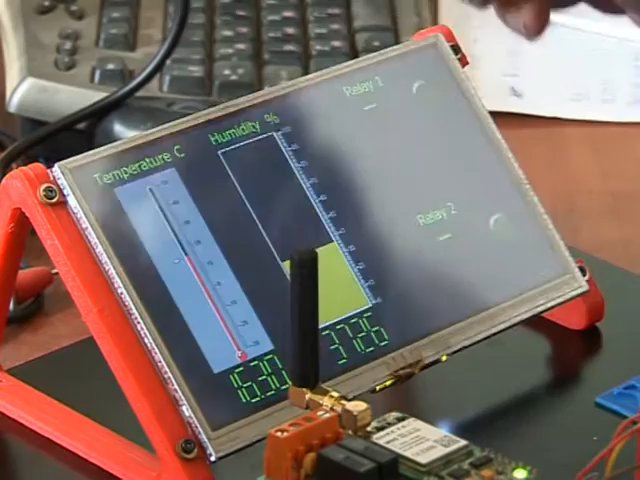 Temperature C
Humidity %
Relay 1
Relay 2
16.30
37.26